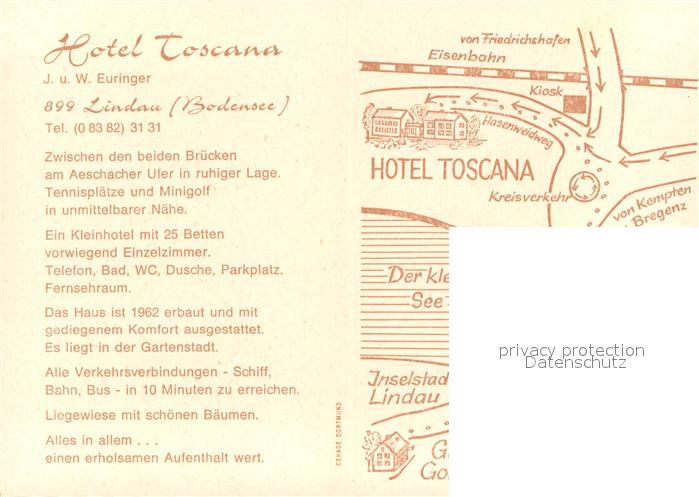 Hotel Toscana
J. u. W. Euringer
899 Lindau (Bodensee)
Tel. (0 83 82) 31 31
Zwischen den beiden Brücken
am Aeschacher Ufer in ruhiger Lage.
Tennisplätze und Minigolf
in unmittelbarer Nähe.
Ein Kleinhotel mit 25 Betten
vorwiegend Einzelzimmer.
Telefon, Bad, WC, Dusche, Parkplatz.
Fernsehraum.
Das Haus ist 1962 erbaut und mit
gediegenem Komfort ausgestattet.
Es liegt in der Gartenstadt.
Alle Verkehrsverbindungen - Schiff,
Bahn, Bus - in 10 Minuten zu erreichen.
Liegewiese mit schönen Bäumen.
Alles in allem . . .
einen erholsamen Aufenthalt wert.
CEKADE DORTMUND
von Friedrichshafen
Eisenbahn
Kiosk
Hasenweidweg
HOTEL TOSCANA
Kreisverkehr
von Kempten
Bregenz
Der kle
See
Inselstad
Lindau
G
Go
privacy protection
Datenschutz